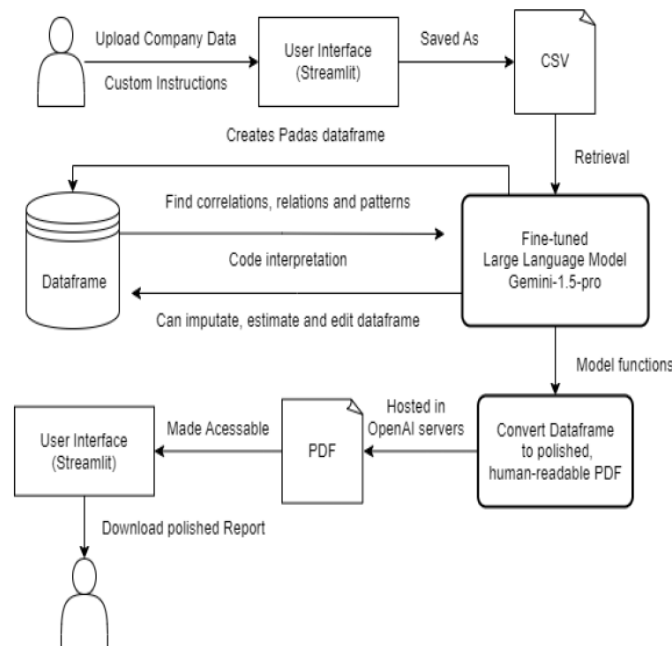 Upload Company Data
Custom Instructions
User Interface
(Streamlit)
Saved As
CSV
Creates Padas dataframe
Retrieval
Find correlations, relations and patterns
Dataframe
Code interpretation
Fine-tuned
Large Language Model
Gemini-1.5-pro
Can imputate, estimate and edit dataframe
Model functions
User Interface
(Streamlit)
Made Acessable
PDF
Hosted in
OpenAI servers
Convert Dataframe
to polished,
human-readable PDF
Download polished Report